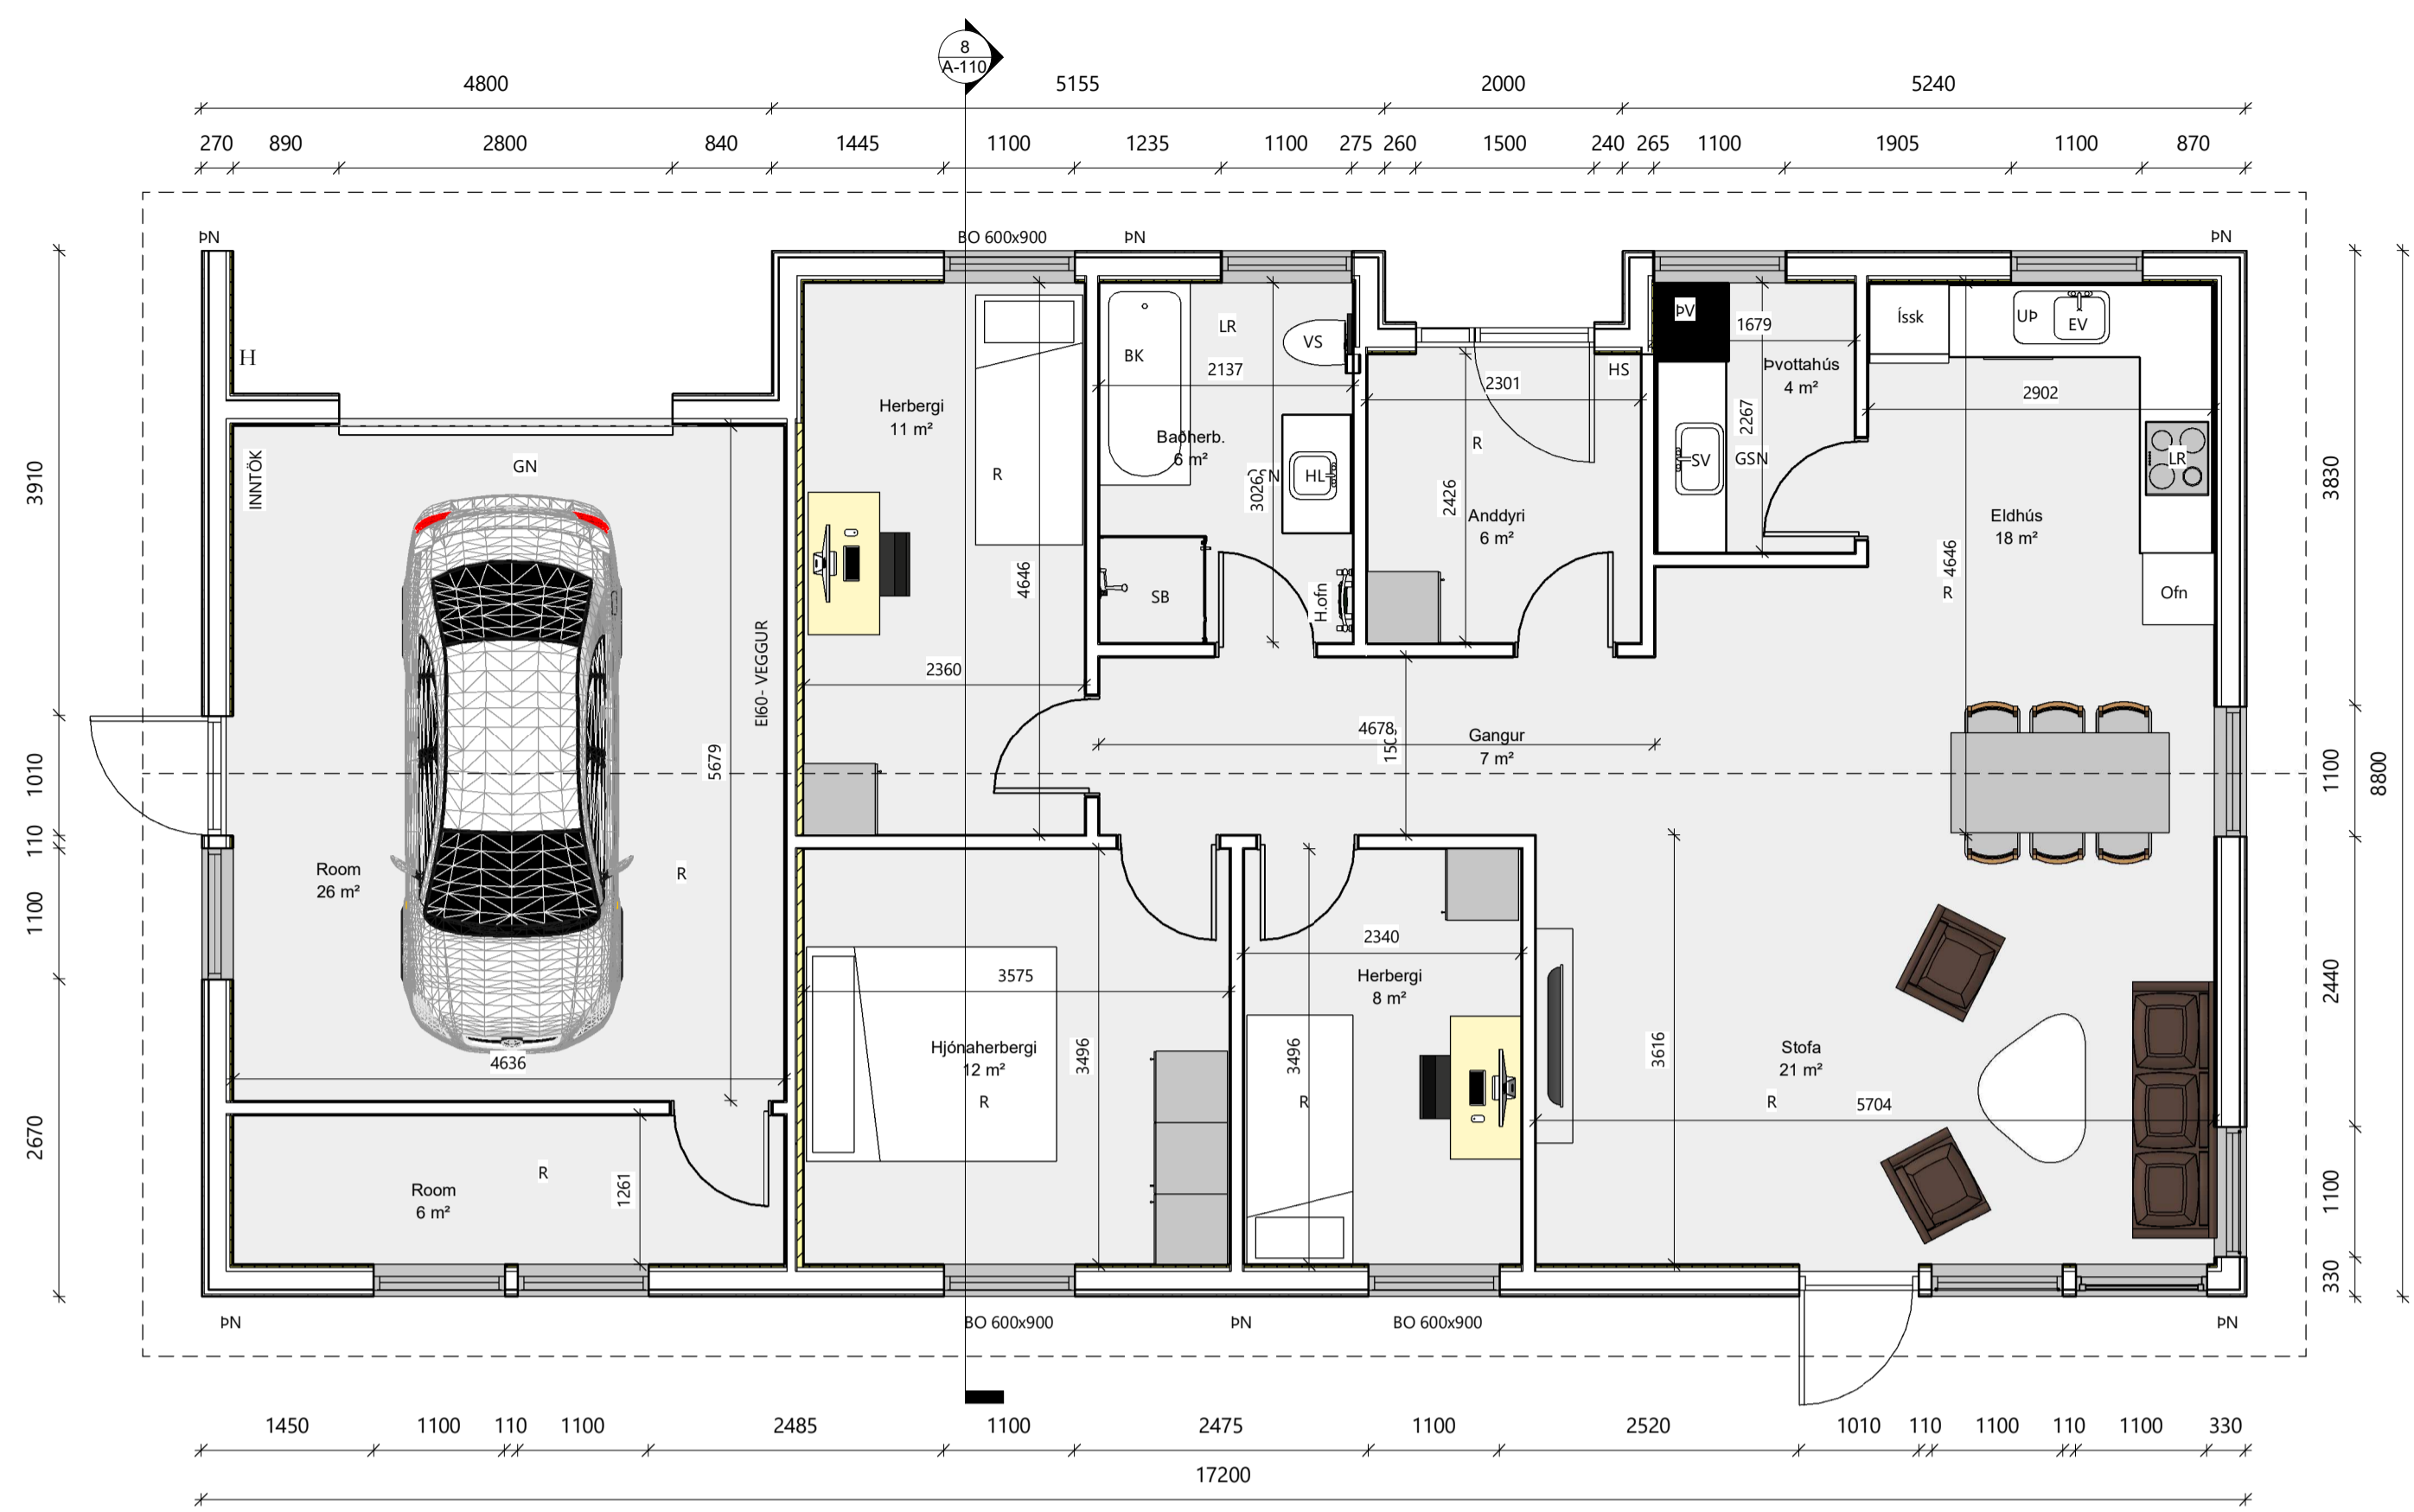 8
A-110
4800 5155 2000 5240
270 890 2800 840 1445 1100 1235 1100 275 260 1500 240 265 1100 1905 1100 870
ÞN BO 600x900 ÞN ÞN
H
BK
LR
VS
HS
ÞV
1679
Íssk
UÞ
EV
Þvottahús
4 m²
2137
2301
2902
Herbergi
11 m²
Baðherb.
6 m²
R
R
2267
INNTÖK
GN
HL
SV
GSN
LR
3910
3830
2426
Anddyri
6 m²
Eldhús
18 m²
4646
4646
R
Ofn
SB
H.ofn
EI60- VEGGUR
2360
5679
4678
Gangur
7 m²
1010
1100
8800
110
Room
26 m²
R
1100
2340
3575
Herbergi
8 m²
2440
4636
Hjónaherbergi
12 m²
3496
3496
3616
Stofa
21 m²
R
R
R
5704
2670
Room
6 m²
R
1261
1100
330
ÞN BO 600x900 ÞN BO 600x900 ÞN
1450 1100 110 1100 2485 1100 2475 1100 2520 1010 110 1100 110 1100 330
17200